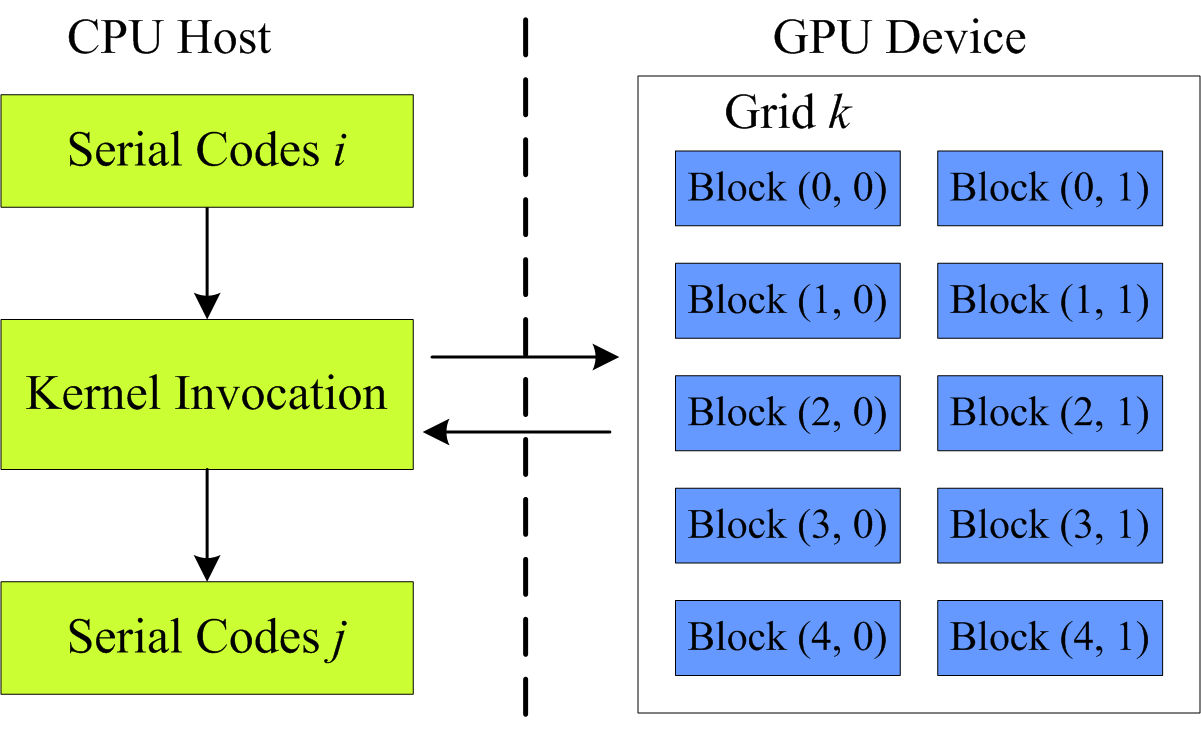 CPU Host
Serial Codes i
Kernel Invocation
Serial Codes j
GPU Device
Grid k
Block (0, 0)
Block (0, 1)
Block (1, 0)
Block (1, 1)
Block (2, 0)
Block (2, 1)
Block (3, 0)
Block (3, 1)
Block (4, 0)
Block (4, 1)